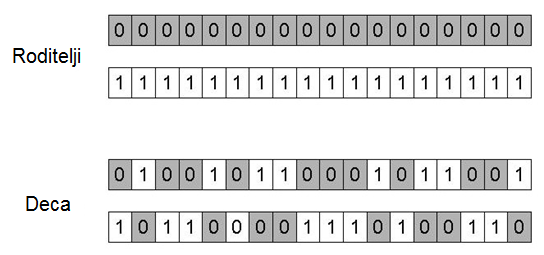 Roditelji
0 0 0 0 0 0 0 0 0 0 0 0 0 0 0 0 0 0
1 1 1 1 1 1 1 1 1 1 1 1 1 1 1 1 1 1
Deca
0 1 0 0 1 0 1 1 0 0 0 1 0 1 1 0 0 1
1 0 1 1 0 0 0 0 1 1 1 0 1 0 0 1 1 0